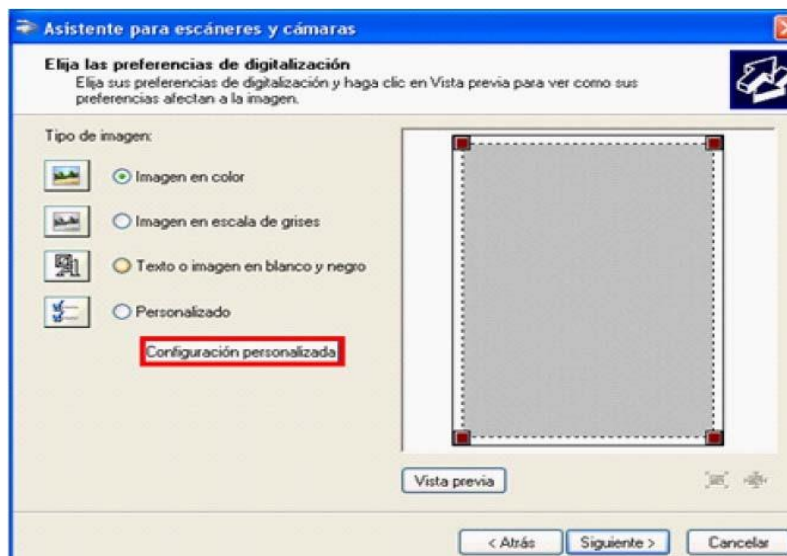 Asistente para escáneres y cámaras
Elija las preferencias de digitalización
Elija sus preferencias de digitalización y haga clic en Vista previa para ver como sus
preferencias afectan a la imagen.
Tipo de imagen:
Imagen en color
Imagen en escala de grises
Texto o imagen en blanco y negro
Personalizado
Configuración personalizada
Vista previa
< Atrás
Siguiente >
Cancelar